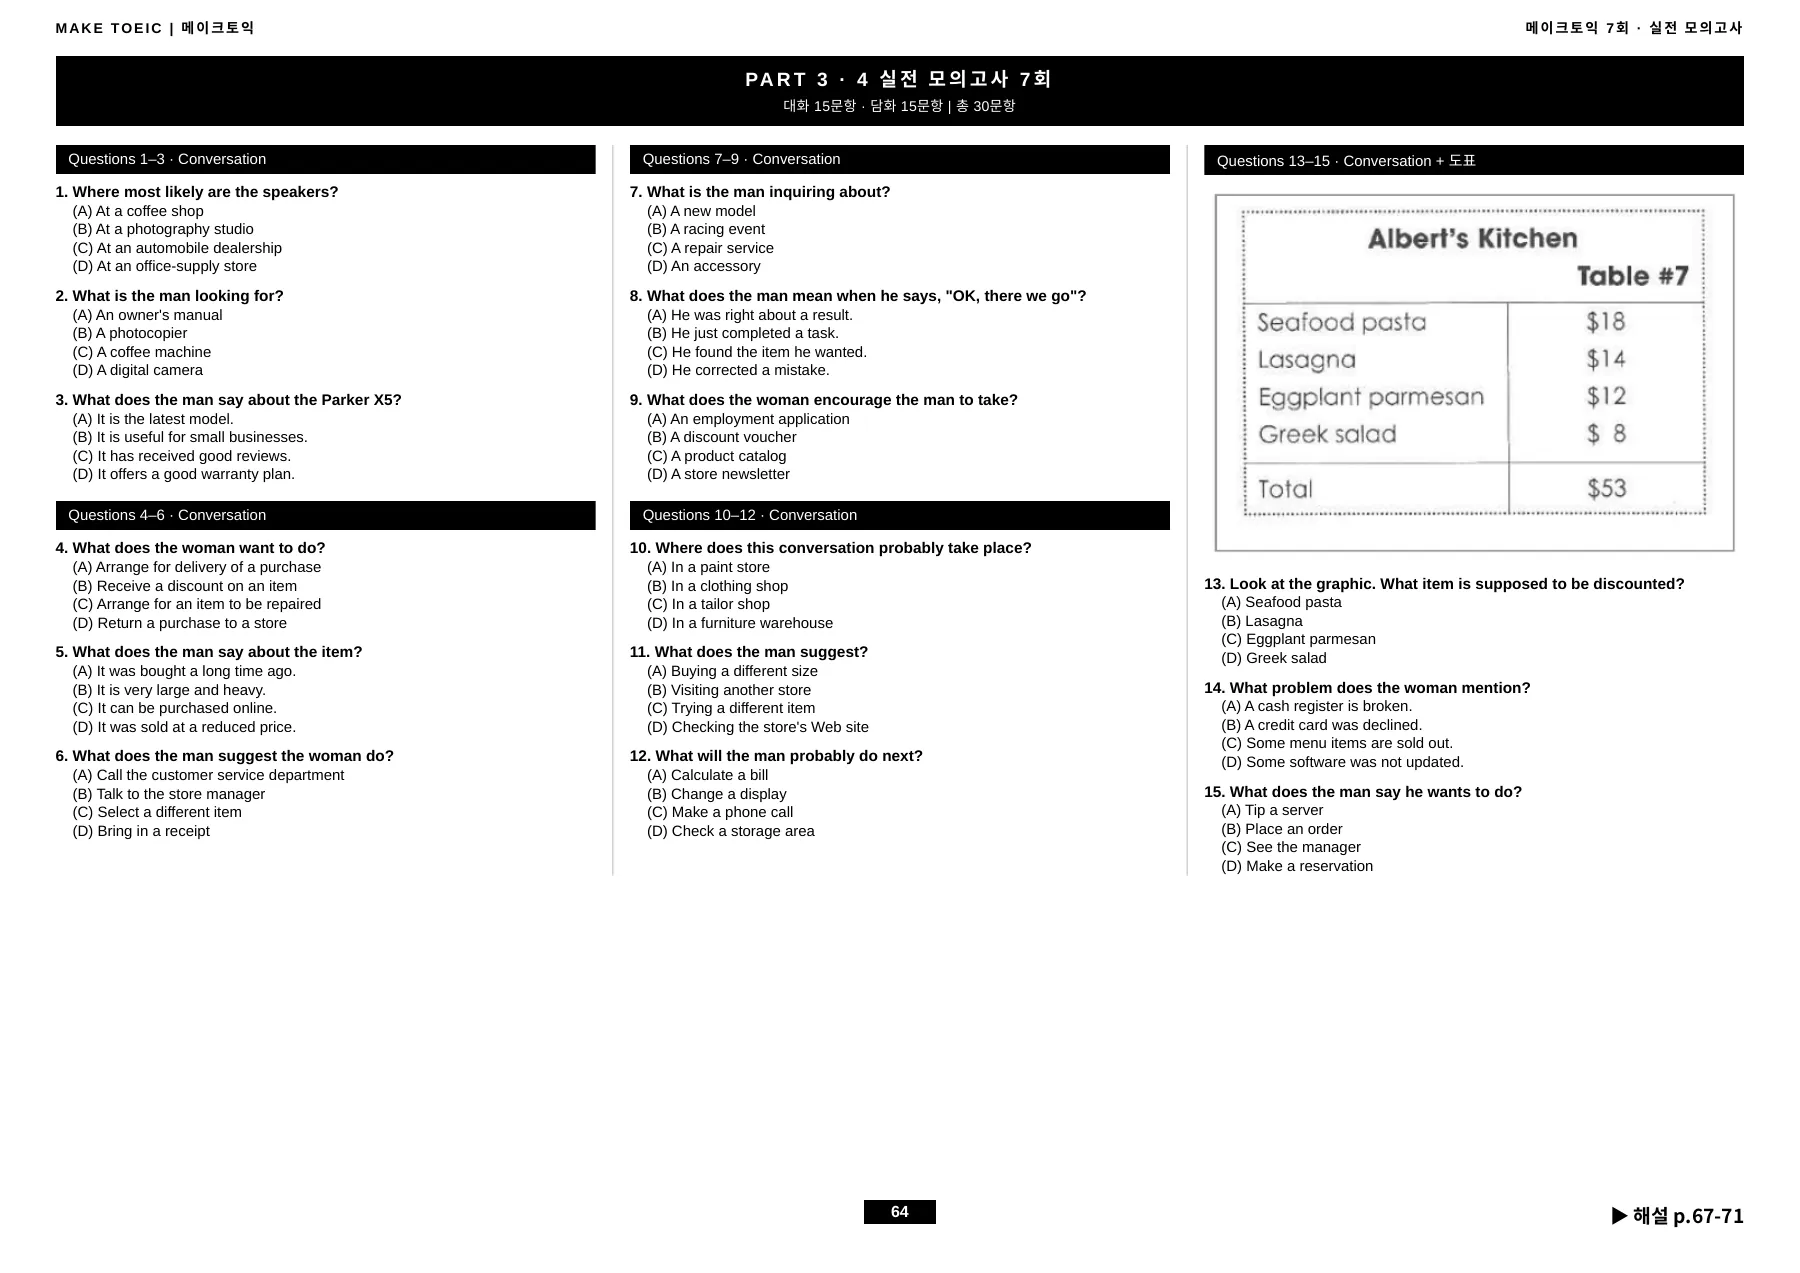 MAKE TOEIC | 메이크토익
메이크토익 7회 · 실전 모의고사
PART 3 · 4 실전 모의고사 7회
대화 15문항 · 담화 15문항 | 총 30문항
Questions 1–3 · Conversation
1. Where most likely are the speakers?
(A) At a coffee shop
(B) At a photography studio
(C) At an automobile dealership
(D) At an office-supply store
2. What is the man looking for?
(A) An owner's manual
(B) A photocopier
(C) A coffee machine
(D) A digital camera
3. What does the man say about the Parker X5?
(A) It is the latest model.
(B) It is useful for small businesses.
(C) It has received good reviews.
(D) It offers a good warranty plan.
Questions 4–6 · Conversation
4. What does the woman want to do?
(A) Arrange for delivery of a purchase
(B) Receive a discount on an item
(C) Arrange for an item to be repaired
(D) Return a purchase to a store
5. What does the man say about the item?
(A) It was bought a long time ago.
(B) It is very large and heavy.
(C) It can be purchased online.
(D) It was sold at a reduced price.
6. What does the man suggest the woman do?
(A) Call the customer service department
(B) Talk to the store manager
(C) Select a different item
(D) Bring in a receipt
Questions 7–9 · Conversation
7. What is the man inquiring about?
(A) A new model
(B) A racing event
(C) A repair service
(D) An accessory
8. What does the man mean when he says, "OK, there we go"?
(A) He was right about a result.
(B) He just completed a task.
(C) He found the item he wanted.
(D) He corrected a mistake.
9. What does the woman encourage the man to take?
(A) An employment application
(B) A discount voucher
(C) A product catalog
(D) A store newsletter
Questions 10–12 · Conversation
10. Where does this conversation probably take place?
(A) In a paint store
(B) In a clothing shop
(C) In a tailor shop
(D) In a furniture warehouse
11. What does the man suggest?
(A) Buying a different size
(B) Visiting another store
(C) Trying a different item
(D) Checking the store's Web site
12. What will the man probably do next?
(A) Calculate a bill
(B) Change a display
(C) Make a phone call
(D) Check a storage area
Questions 13–15 · Conversation + 도표
Albert's Kitchen
Table #7
Seafood pasta $18
Lasagna $14
Eggplant parmesan $12
Greek salad $ 8
Total $53
13. Look at the graphic. What item is supposed to be discounted?
(A) Seafood pasta
(B) Lasagna
(C) Eggplant parmesan
(D) Greek salad
14. What problem does the woman mention?
(A) A cash register is broken.
(B) A credit card was declined.
(C) Some menu items are sold out.
(D) Some software was not updated.
15. What does the man say he wants to do?
(A) Tip a server
(B) Place an order
(C) See the manager
(D) Make a reservation
64
▶ 해설 p.67-71